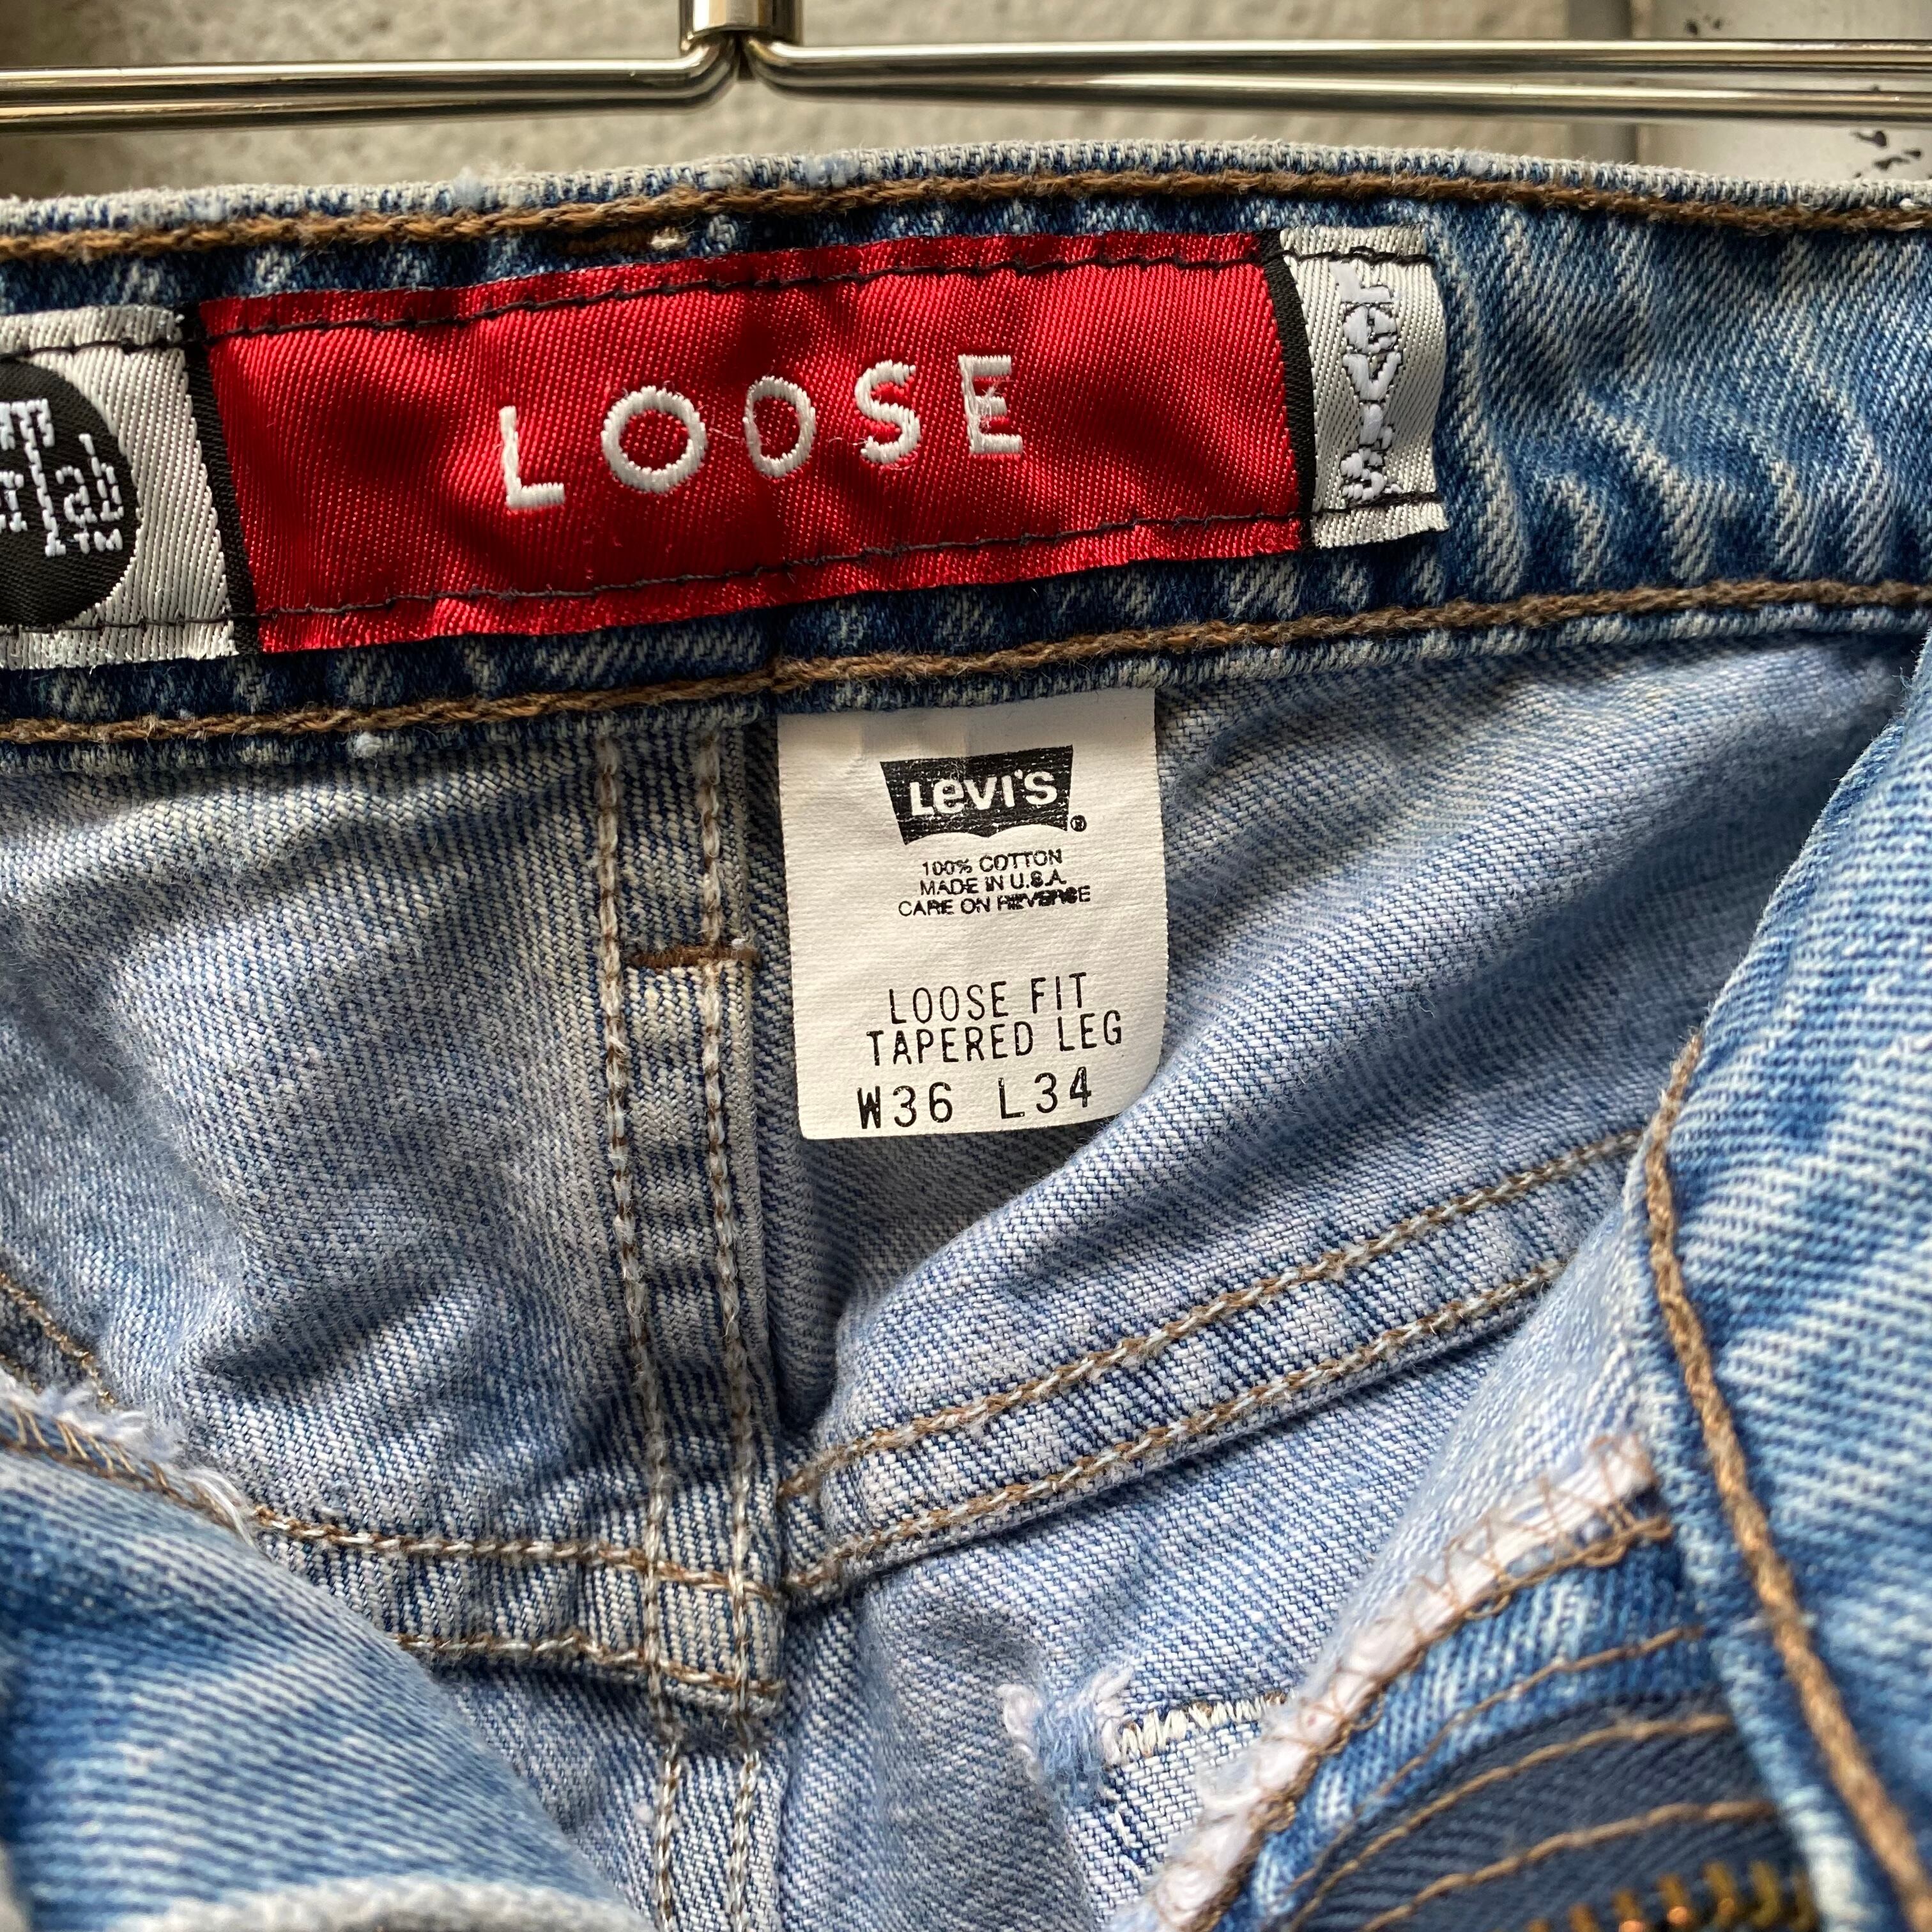 LOOSE
Levi's
LEVI'S®
100% COTTON
MADE IN U.S.A.
CARE ON REVERSE
LOOSE FIT
TAPERED LEG
W36 L34